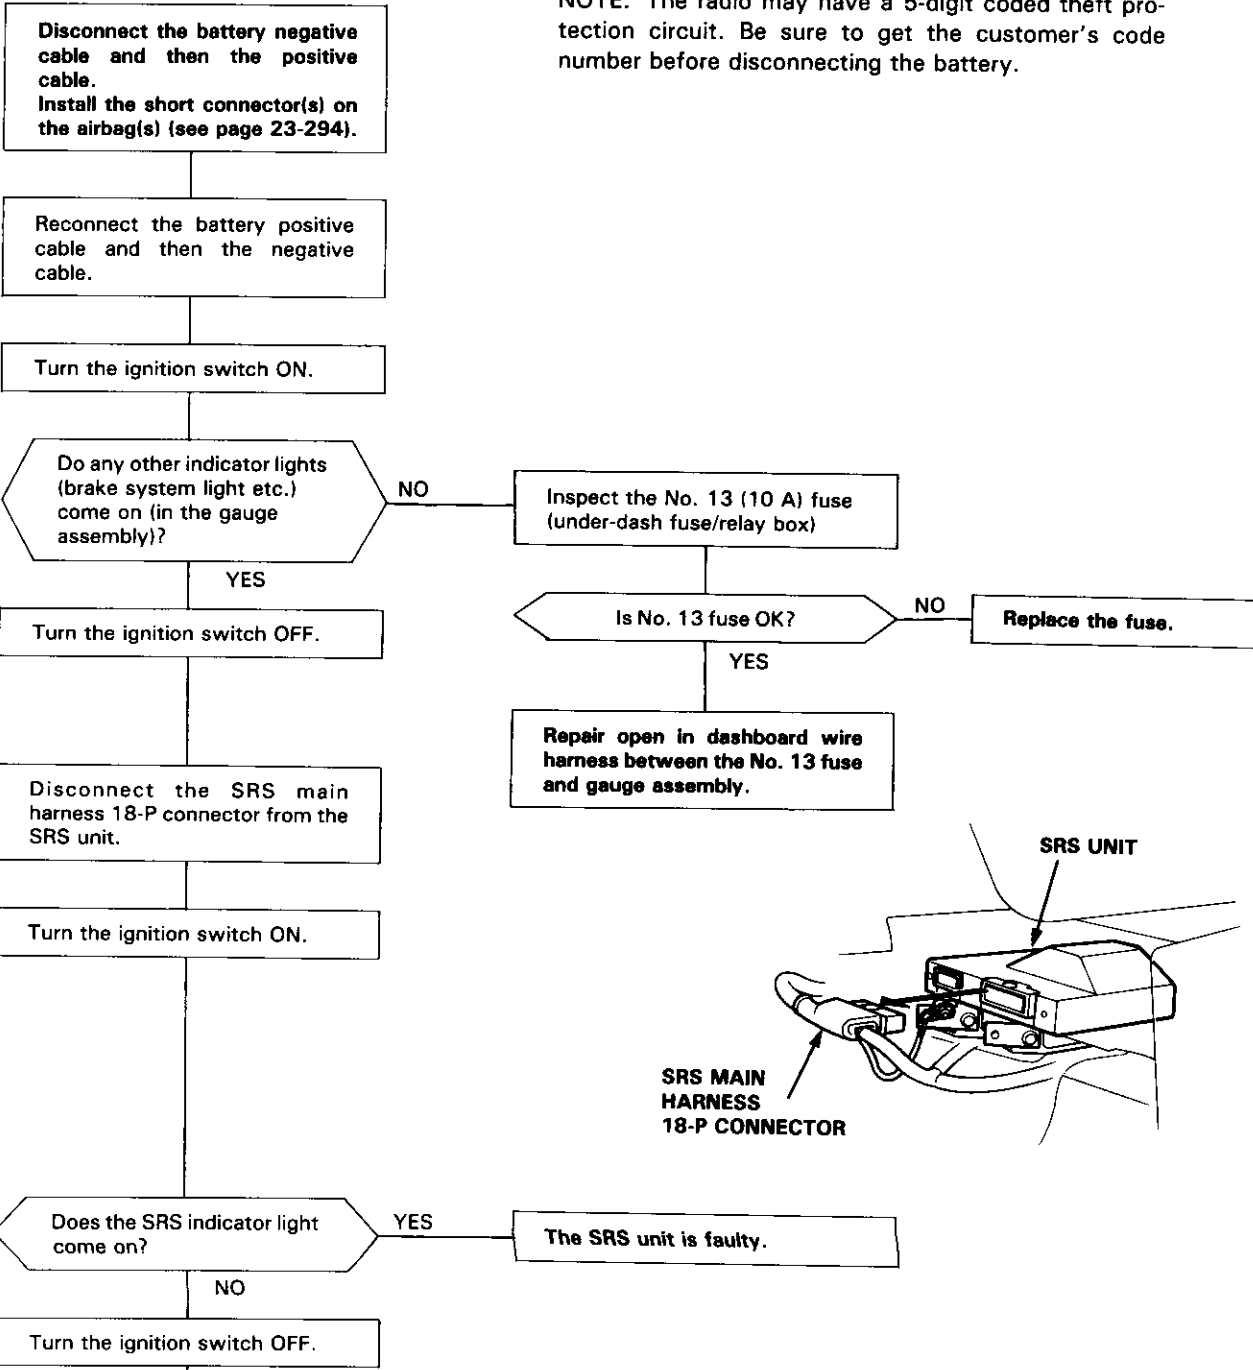 NOTE: The radio may have a 5-digit coded theft pro-
tection circuit. Be sure to get the customer's code
number before disconnecting the battery.
Disconnect the battery negative
cable and then the positive
cable.
Install the short connector(s) on
the airbag(s) (see page 23-294).
Reconnect the battery positive
cable and then the negative
cable.
Turn the ignition switch ON.
Do any other indicator lights
(brake system light etc.)
come on (in the gauge
assembly)?
NO
Inspect the No. 13 (10 A) fuse
(under-dash fuse/relay box)
YES
Is No. 13 fuse OK?
NO
Replace the fuse.
YES
Repair open in dashboard wire
harness between the No. 13 fuse
and gauge assembly.
Turn the ignition switch OFF.
Disconnect the SRS main
harness 18-P connector from the
SRS unit.
Turn the ignition switch ON.
SRS UNIT
SRS MAIN
HARNESS
18-P CONNECTOR
Does the SRS indicator light
come on?
YES
The SRS unit is faulty.
NO
Turn the ignition switch OFF.